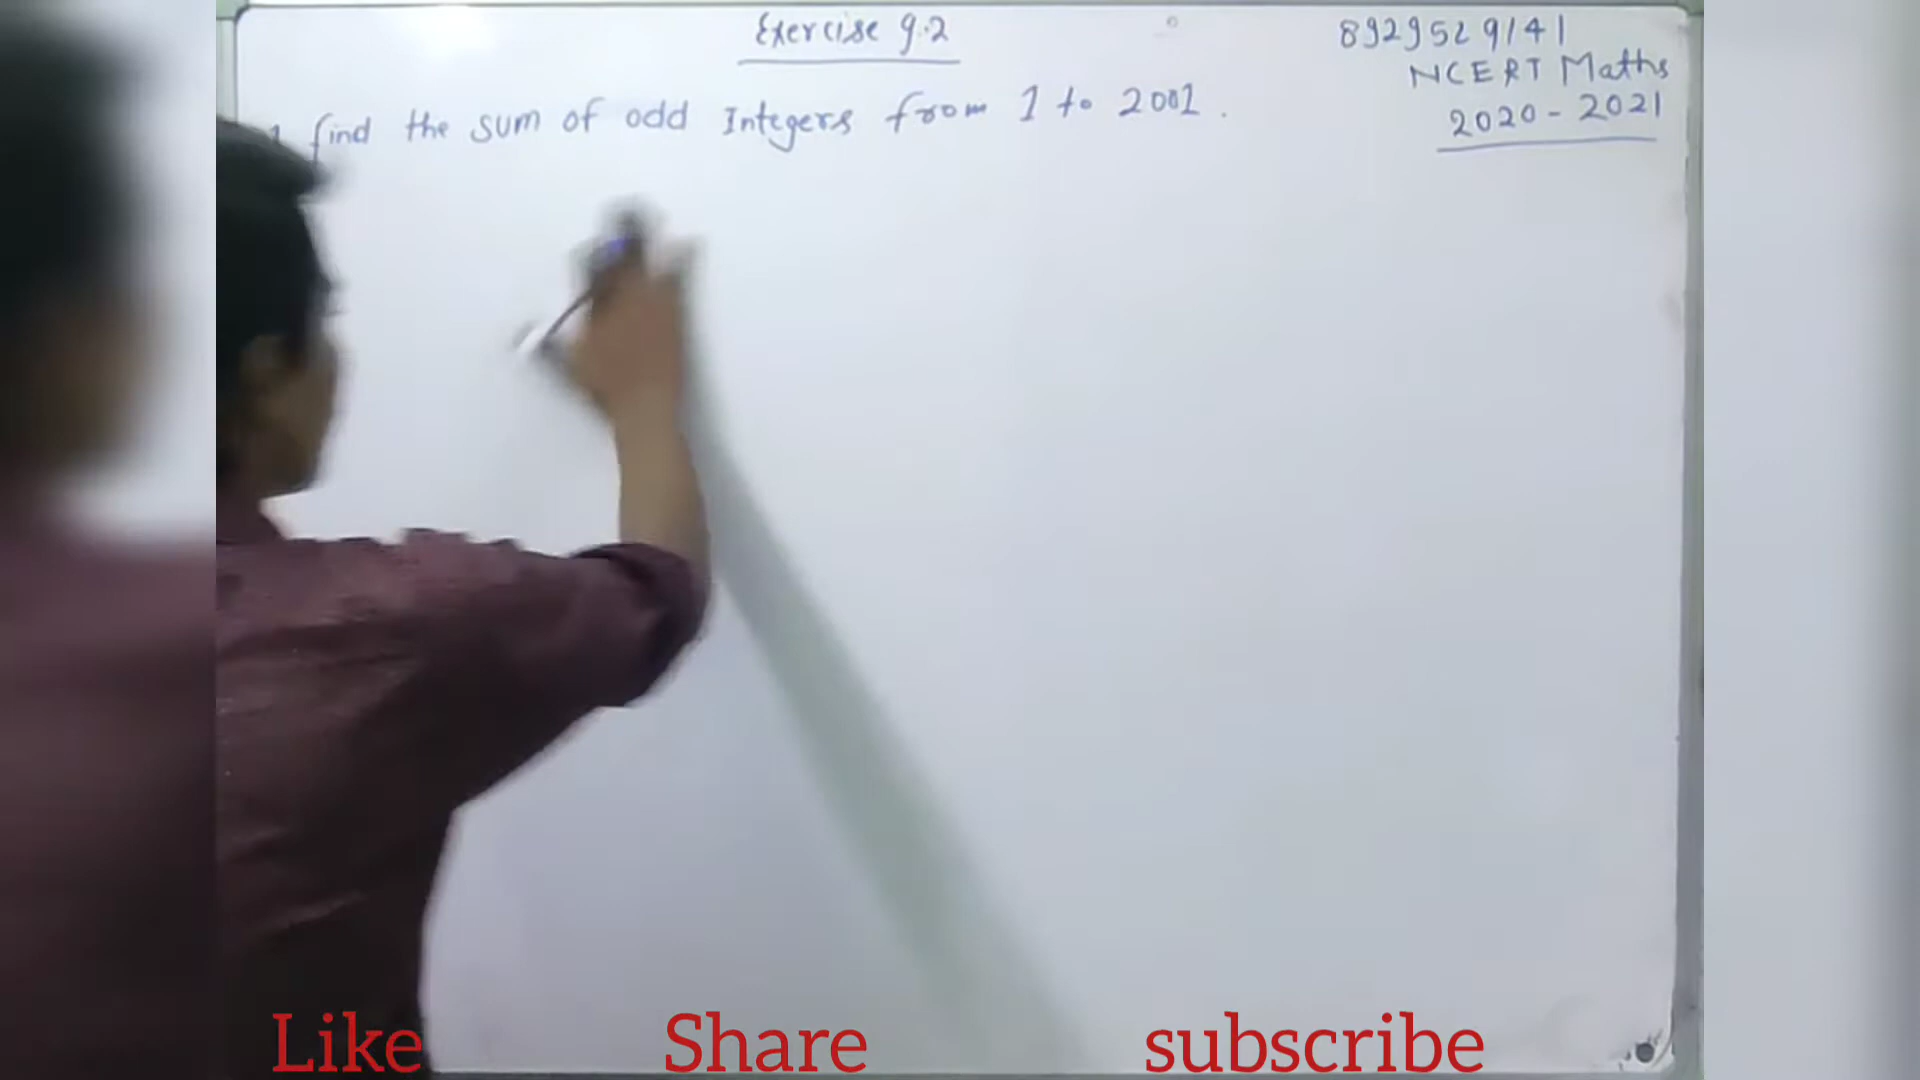 Exercise 9.2
8929529141
NCERT Maths
2020-2021
find the sum of odd Integers from 1 to 2001.
Like Share subscribe